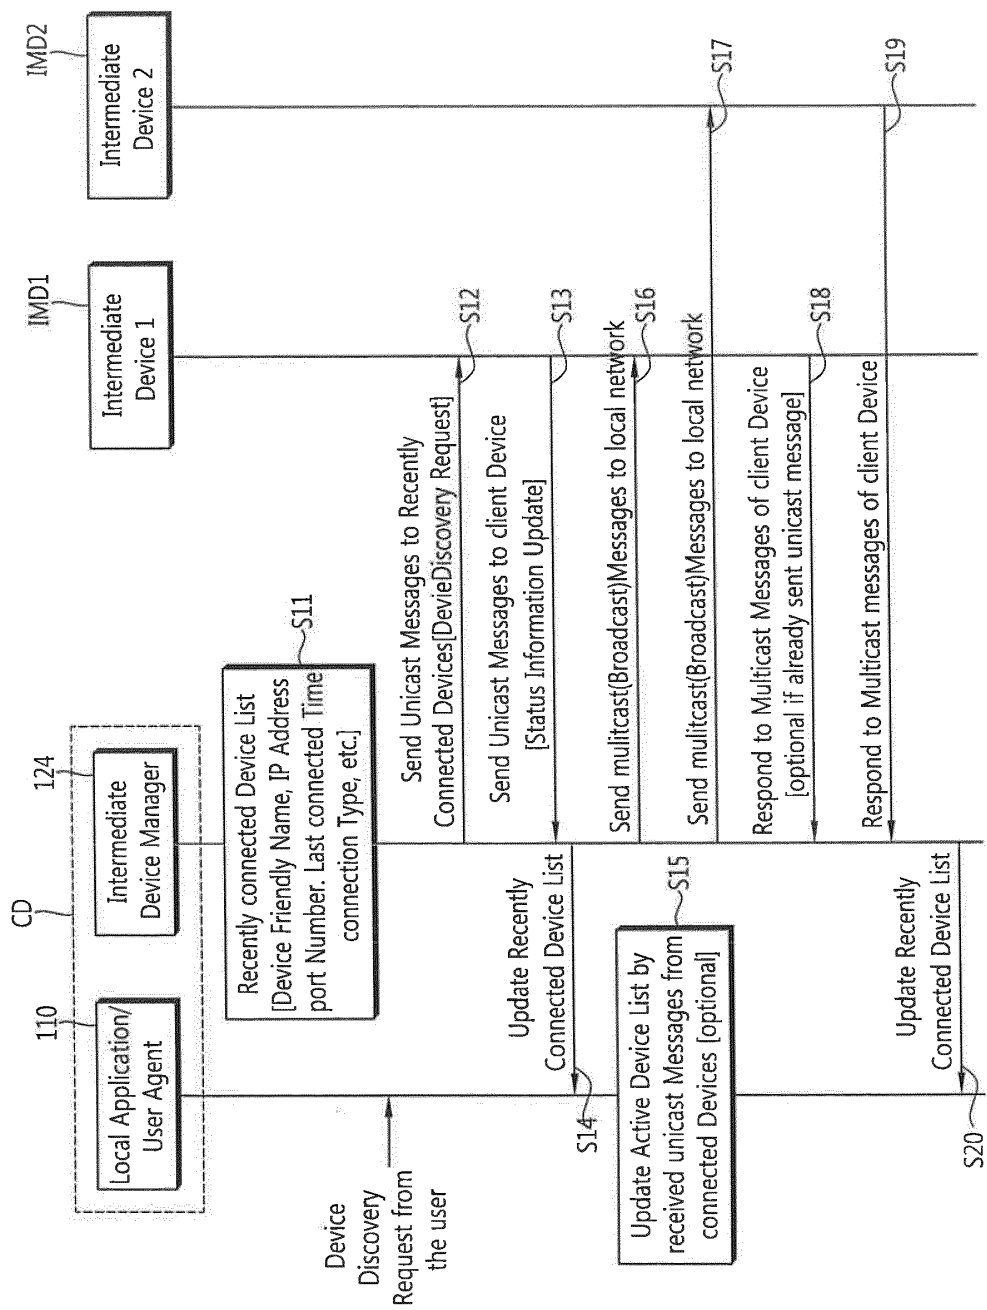 CD
110
Local Application/
User Agent
124
Intermediate
Device Manager
IMD1
Intermediate
Device 1
IMD2
Intermediate
Device 2
S11
Recently connected Device List
[Device Friendly Name, IP Address
port Number. Last connected Time
connection Type, etc.]
Device
Discovery
Request from
the user
Send Unicast Messages to Recently
Connected Devices[DevieDiscovery Request]
S12
Send Unicast Messages to client Device
[Status Information Update]
S13
Update Recently
Connected Device List
S14
S15
Update Active Device List by
received unicast Messages from
connected Devices [optional]
Send mulitcast(Broadcast)Messages to local network
S16
Send mulitcast(Broadcast)Messages to local network
S17
Respond to Multicast Messages of client Device
[optional if already sent unicast message]
S18
Respond to Multicast messages of client Device
S19
Update Recently
Connected Device List
S20